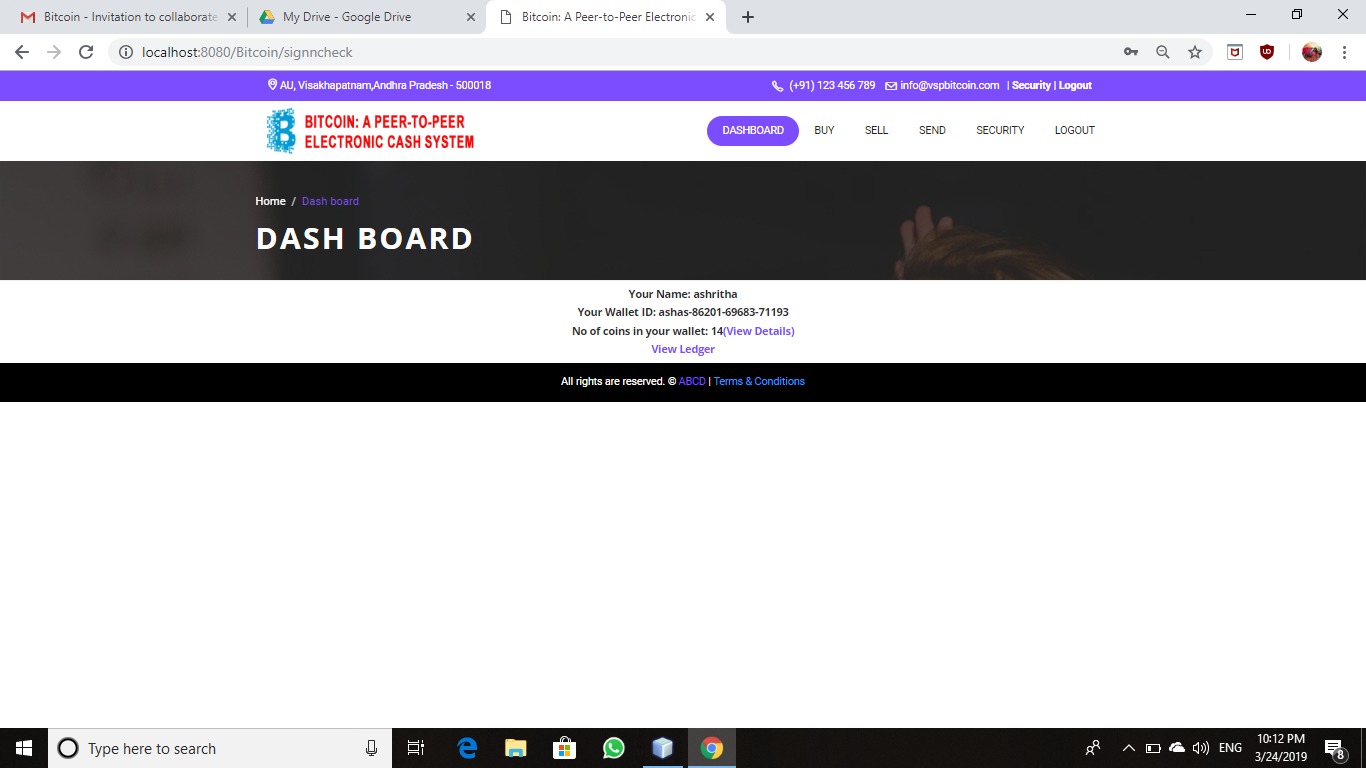 Bitcoin - Invitation to collaborate
My Drive - Google Drive
Bitcoin: A Peer-to-Peer Electronic
localhost:8080/Bitcoin/signncheck
AU, Visakhapatnam,Andhra Pradesh - 500018
(+91) 123 456 789 info@vspbitcoin.com | Security | Logout
BITCOIN: A PEER-TO-PEER
ELECTRONIC CASH SYSTEM
DASHBOARD BUY SELL SEND SECURITY LOGOUT
Home / Dash board
DASH BOARD
Your Name: ashritha
Your Wallet ID: ashas-86201-69683-71193
No of coins in your wallet: 14(View Details)
View Ledger
All rights are reserved. © ABCD | Terms & Conditions
Type here to search
ENG
10:12 PM
3/24/2019
8